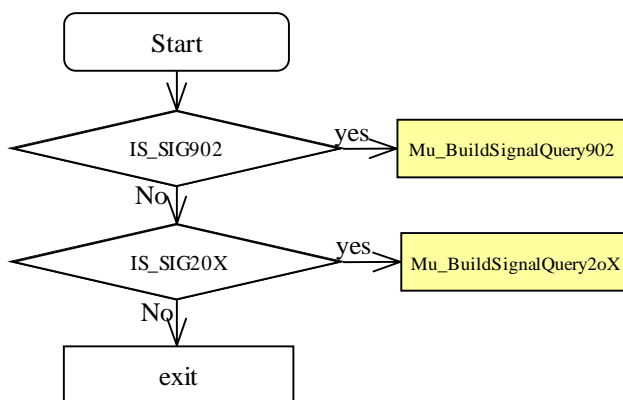 Start
IS_SIG902
yes
Mu_BuildSignalQuery902
No
IS_SIG20X
yes
Mu_BuildSignalQuery2oX
No
exit